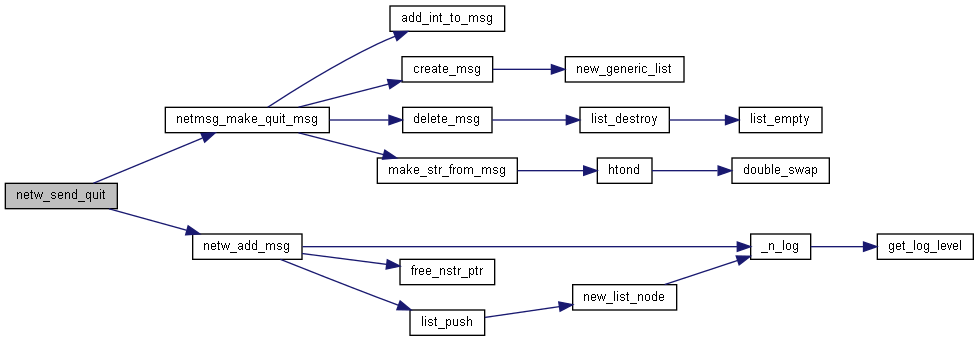 add_int_to_msg
create_msg
new_generic_list
netmsg_make_quit_msg
delete_msg
list_destroy
list_empty
make_str_from_msg
htond
double_swap
netw_send_quit
netw_add_msg
_n_log
get_log_level
free_nstr_ptr
new_list_node
list_push